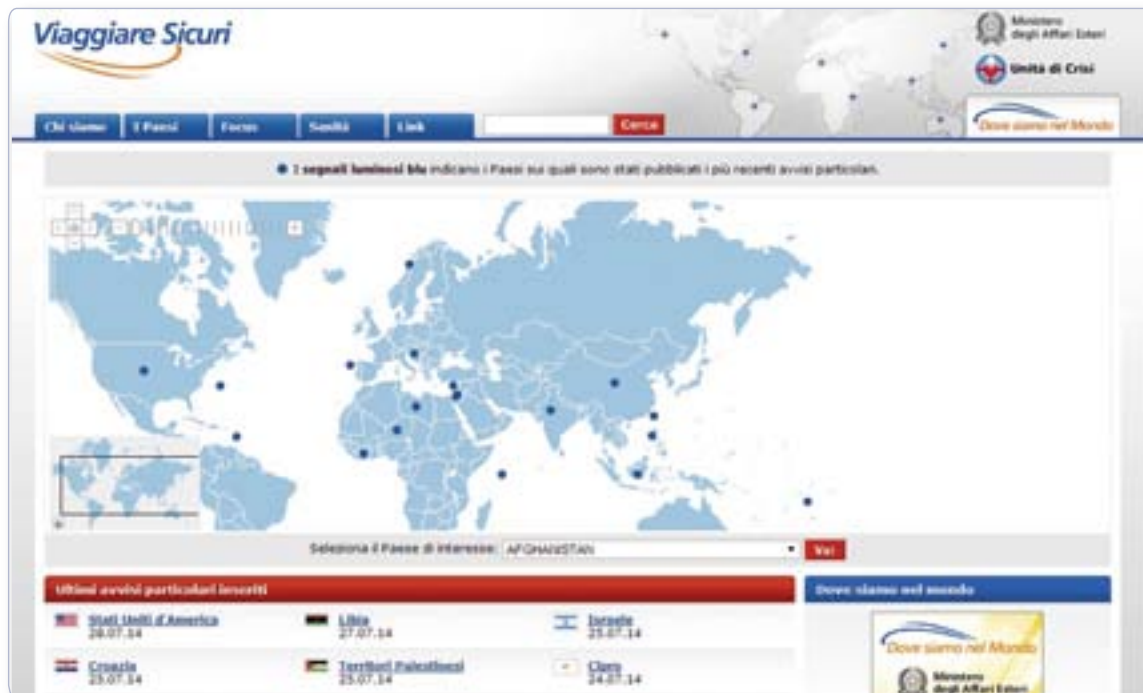 Viaggiare Sicuri
Ministero
degli Affari Esteri
Unità di Crisi
Chi siamo
I Paesi
Focus
Sanità
Link
Cerca
Dove siamo nel Mondo
I segnali luminosi blu indicano i Paesi sui quali sono stati pubblicati i più recenti avvisi particolari.
Seleziona il Paese di interesse: AFGHANISTAN
Vai
Ultimi avvisi particolari inseriti
Dove siamo nel mondo
Stati Uniti d'America
28.07.14
Libia
27.07.14
Israele
25.07.14
Croazia
25.07.14
Territori Palestinesi
25.07.14
Cipro
24.07.14
Dove siamo nel Mondo
Ministero
degli Affari Esteri